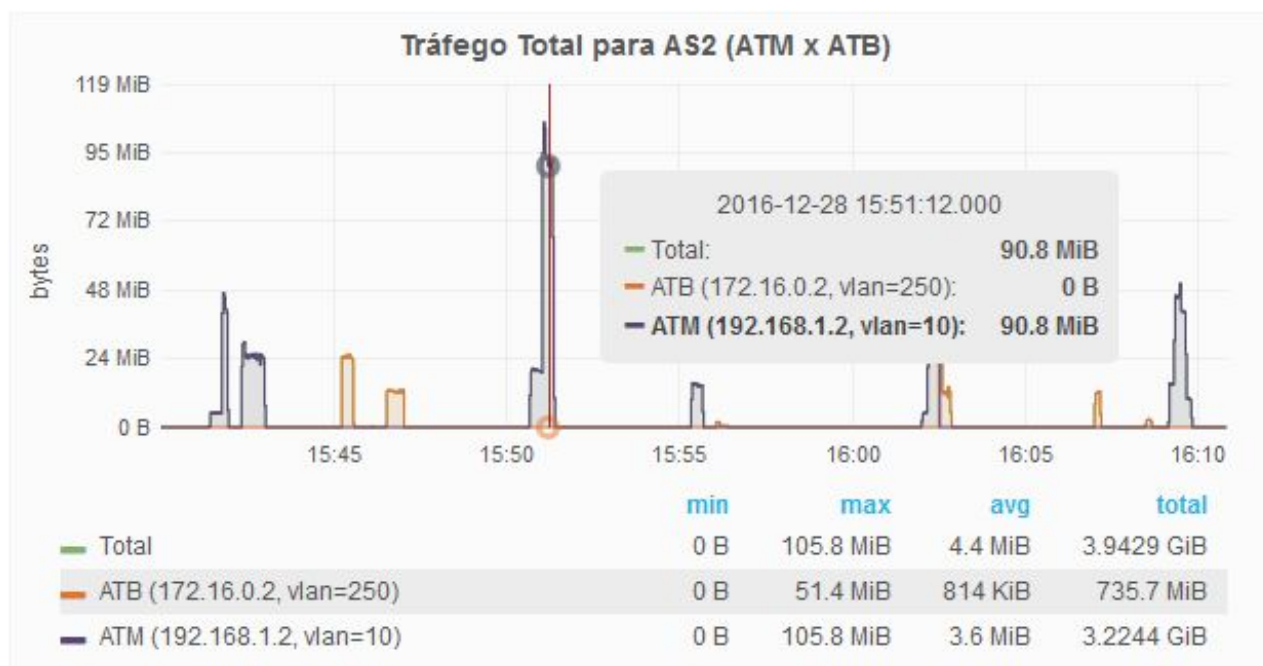 Tráfego Total para AS2 (ATM x ATB)
119 MiB
95 MiB
72 MiB
48 MiB
24 MiB
0 B
bytes
2016-12-28 15:51:12.000
Total: 90.8 MiB
ATB (172.16.0.2, vlan=250): 0 B
ATM (192.168.1.2, vlan=10): 90.8 MiB
15:45 15:50 15:55 16:00 16:05 16:10
min max avg total
Total 0 B 105.8 MiB 4.4 MiB 3.9429 GiB
ATB (172.16.0.2, vlan=250) 0 B 51.4 MiB 814 KiB 735.7 MiB
ATM (192.168.1.2, vlan=10) 0 B 105.8 MiB 3.6 MiB 3.2244 GiB